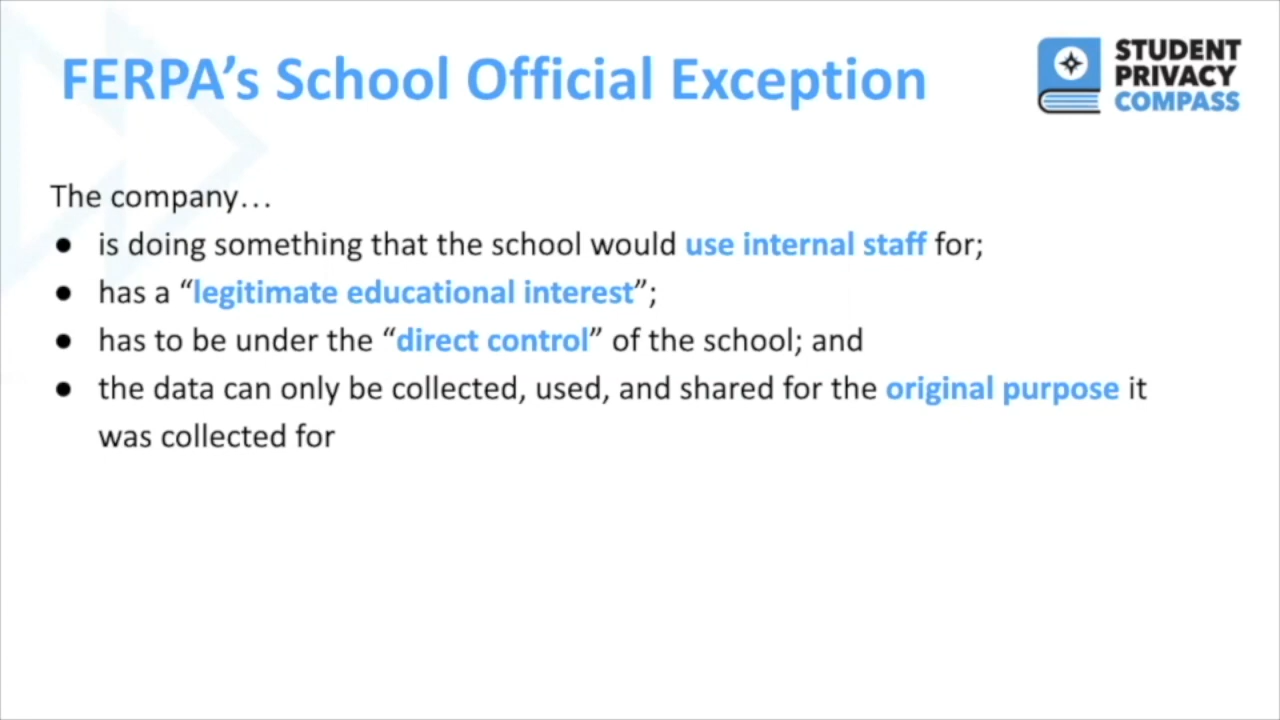 FERPA’s School Official Exception
STUDENT
PRIVACY
COMPASS
The company…
● is doing something that the school would use internal staff for;
● has a “legitimate educational interest”;
● has to be under the “direct control” of the school; and
● the data can only be collected, used, and shared for the original purpose it
was collected for